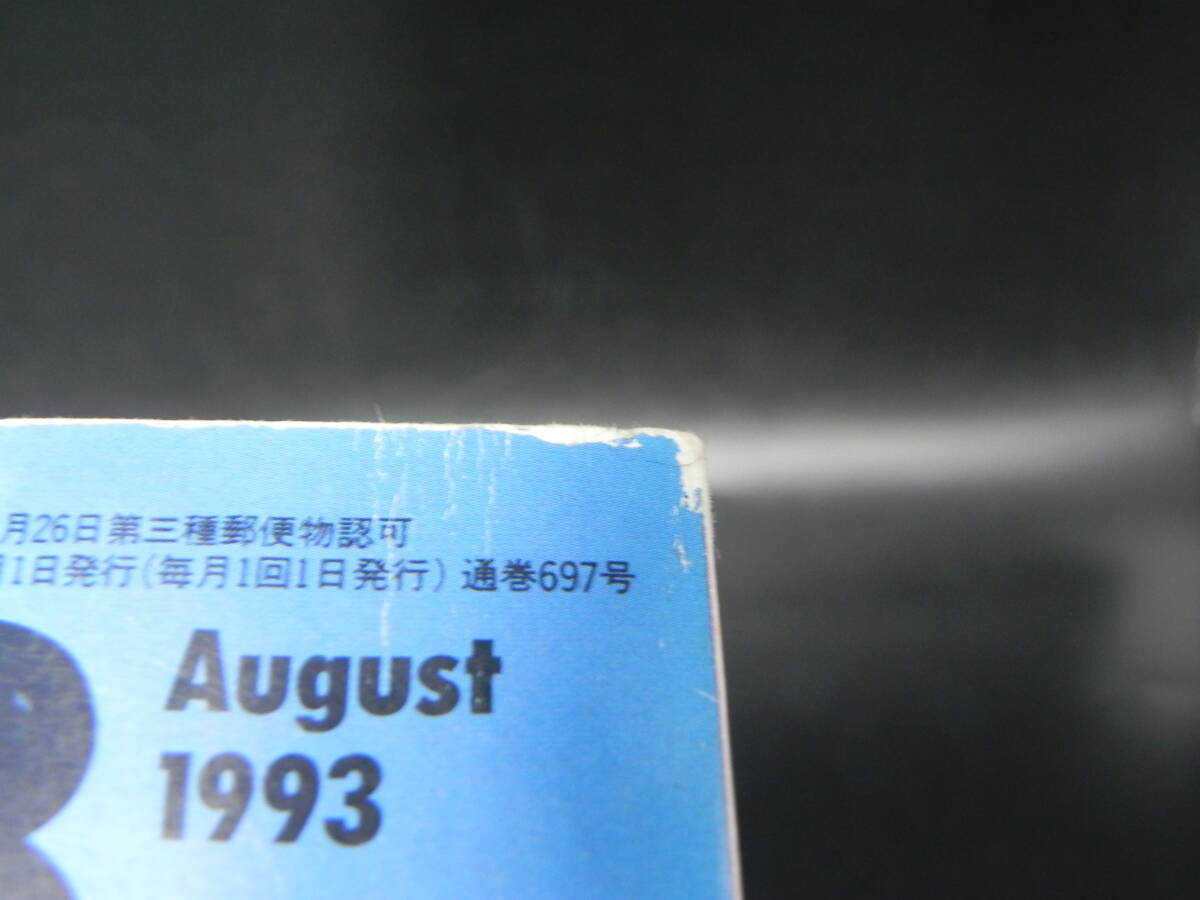 月26日第三種郵便物認可
月1日発行(毎月1回1日発行) 通巻697号
August
1993